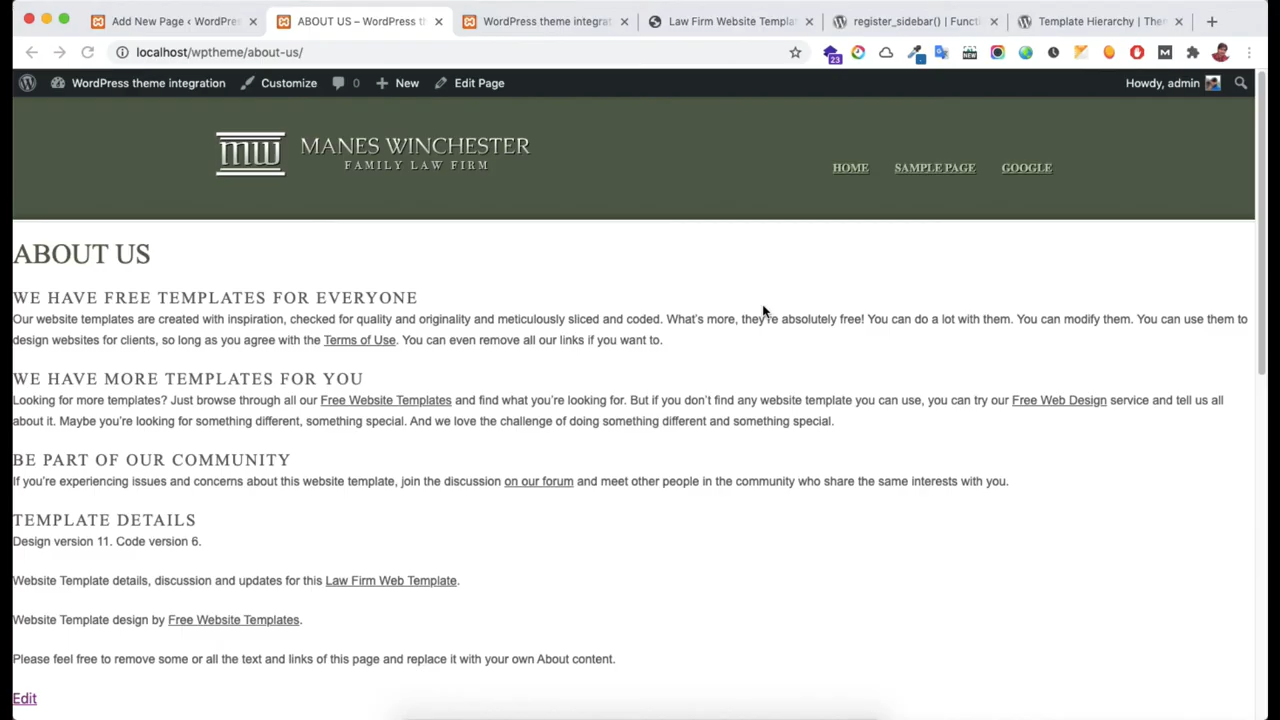 Add New Page ‹ WordPres
ABOUT US – WordPress th
WordPress theme integrat
Law Firm Website Templat
register_sidebar() | Functi
Template Hierarchy | Them
localhost/wptheme/about-us/
23
NEW
M
WordPress theme integration
Customize
0
New
Edit Page
Howdy, admin
mw
MANES WINCHESTER
FAMILY LAW FIRM
HOME
SAMPLE PAGE
GOOGLE
ABOUT US
WE HAVE FREE TEMPLATES FOR EVERYONE
Our website templates are created with inspiration, checked for quality and originality and meticulously sliced and coded. What's more, they're absolutely free! You can do a lot with them. You can modify them. You can use them to
design websites for clients, so long as you agree with the Terms of Use. You can even remove all our links if you want to.
WE HAVE MORE TEMPLATES FOR YOU
Looking for more templates? Just browse through all our Free Website Templates and find what you're looking for. But if you don't find any website template you can use, you can try our Free Web Design service and tell us all
about it. Maybe you're looking for something different, something special. And we love the challenge of doing something different and something special.
BE PART OF OUR COMMUNITY
If you're experiencing issues and concerns about this website template, join the discussion on our forum and meet other people in the community who share the same interests with you.
TEMPLATE DETAILS
Design version 11. Code version 6.
Website Template details, discussion and updates for this Law Firm Web Template.
Website Template design by Free Website Templates.
Please feel free to remove some or all the text and links of this page and replace it with your own About content.
Edit